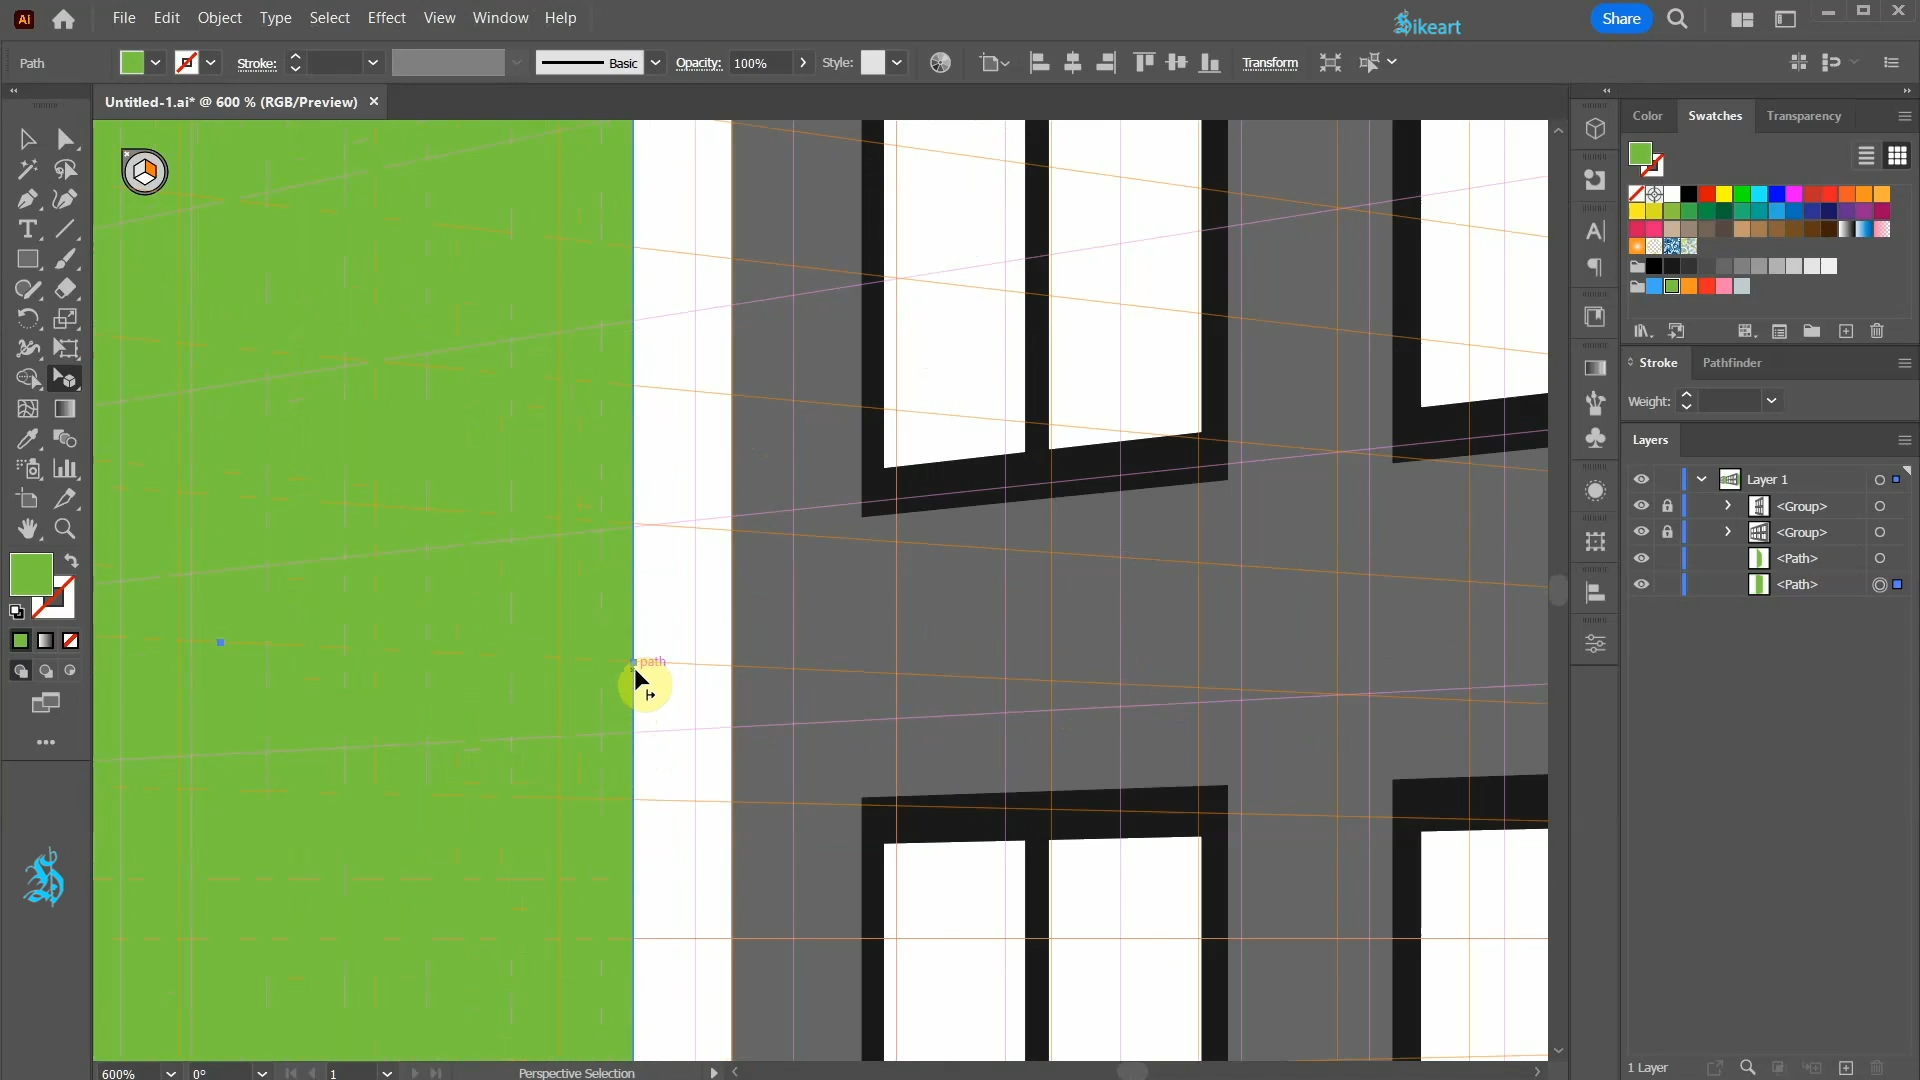 Ai File Edit Object Type Select Effect View Window Help Sikeart Share
Path Stroke: Basic Opacity: 100% Style: Transform
Untitled-1.ai* @ 600 % (RGB/Preview)
Color Swatches Transparency
Stroke Pathfinder
Weight:
Layers
Layer 1
<Group>
<Group>
<Path>
<Path>
path
600% 0° 1 Perspective Selection
1 Layer